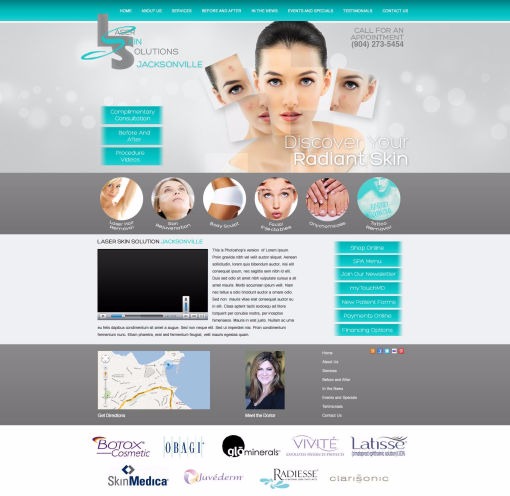 HOME ABOUT US SERVICES BEFORE AND AFTER IN THE NEWS EVENTS AND SPECIALS TESTIMONIALS CONTACT US
LASER
SKIN
SOLUTIONS
JACKSONVILLE
CALL FOR AN
APPOINTMENT
(904) 273-5454
Complimentary
Consultation
Before And
After
Procedure
Videos
Discover Your
Radiant Skin
Laser Hair
Removal
Skin
Rejuvenation
Body Sculpt
Facial
Injectables
Onychomycosis
Tattoo
Removal
LASER SKIN SOLUTION JACKSONVILLE
This is Photoshop's version of Lorem Ipsum.
Proin gravida nibh vel velit auctor aliquet. Aenean
sollicitudin, lorem quis bibendum auctor, nisi elit
consequat ipsum, nec sagittis sem nibh id elit.
Duis sed odio sit amet nibh vulputate cursus a sit
amet mauris. Morbi accumsan ipsum velit. Nam
nec tellus a odio tincidunt auctor a ornare odio.
Sed non mauris vitae erat consequat auctor eu
in elit. Class aptent taciti sociosqu ad litora
torquent per conubia nostra, per inceptos
himenaeos. Mauris in erat justo. Nullam ac urna
eu felis dapibus condimentum sit amet a augue. Sed non neque elit. Sed ut imperdiet nisi. Proin condimentum
fermentum nunc. Etiam pharetra, erat sed fermentum feugiat, velit mauris egestas quam.
Shop Online
SPA Menu
Join Our Newsletter
myTouchMD
New Patient Forms
Payments Online
Financing Options
Get Directions
Meet the Doctor
Home
About Us
Services
Before and After
In the News
Events and Specials
Testimonials
Contact Us
BOTOX
Cosmetic
OBAGI
glominerals
VIVITÉ
Latisse
SKINMEDICA
Juvéderm
RADIESSE
clarisonic